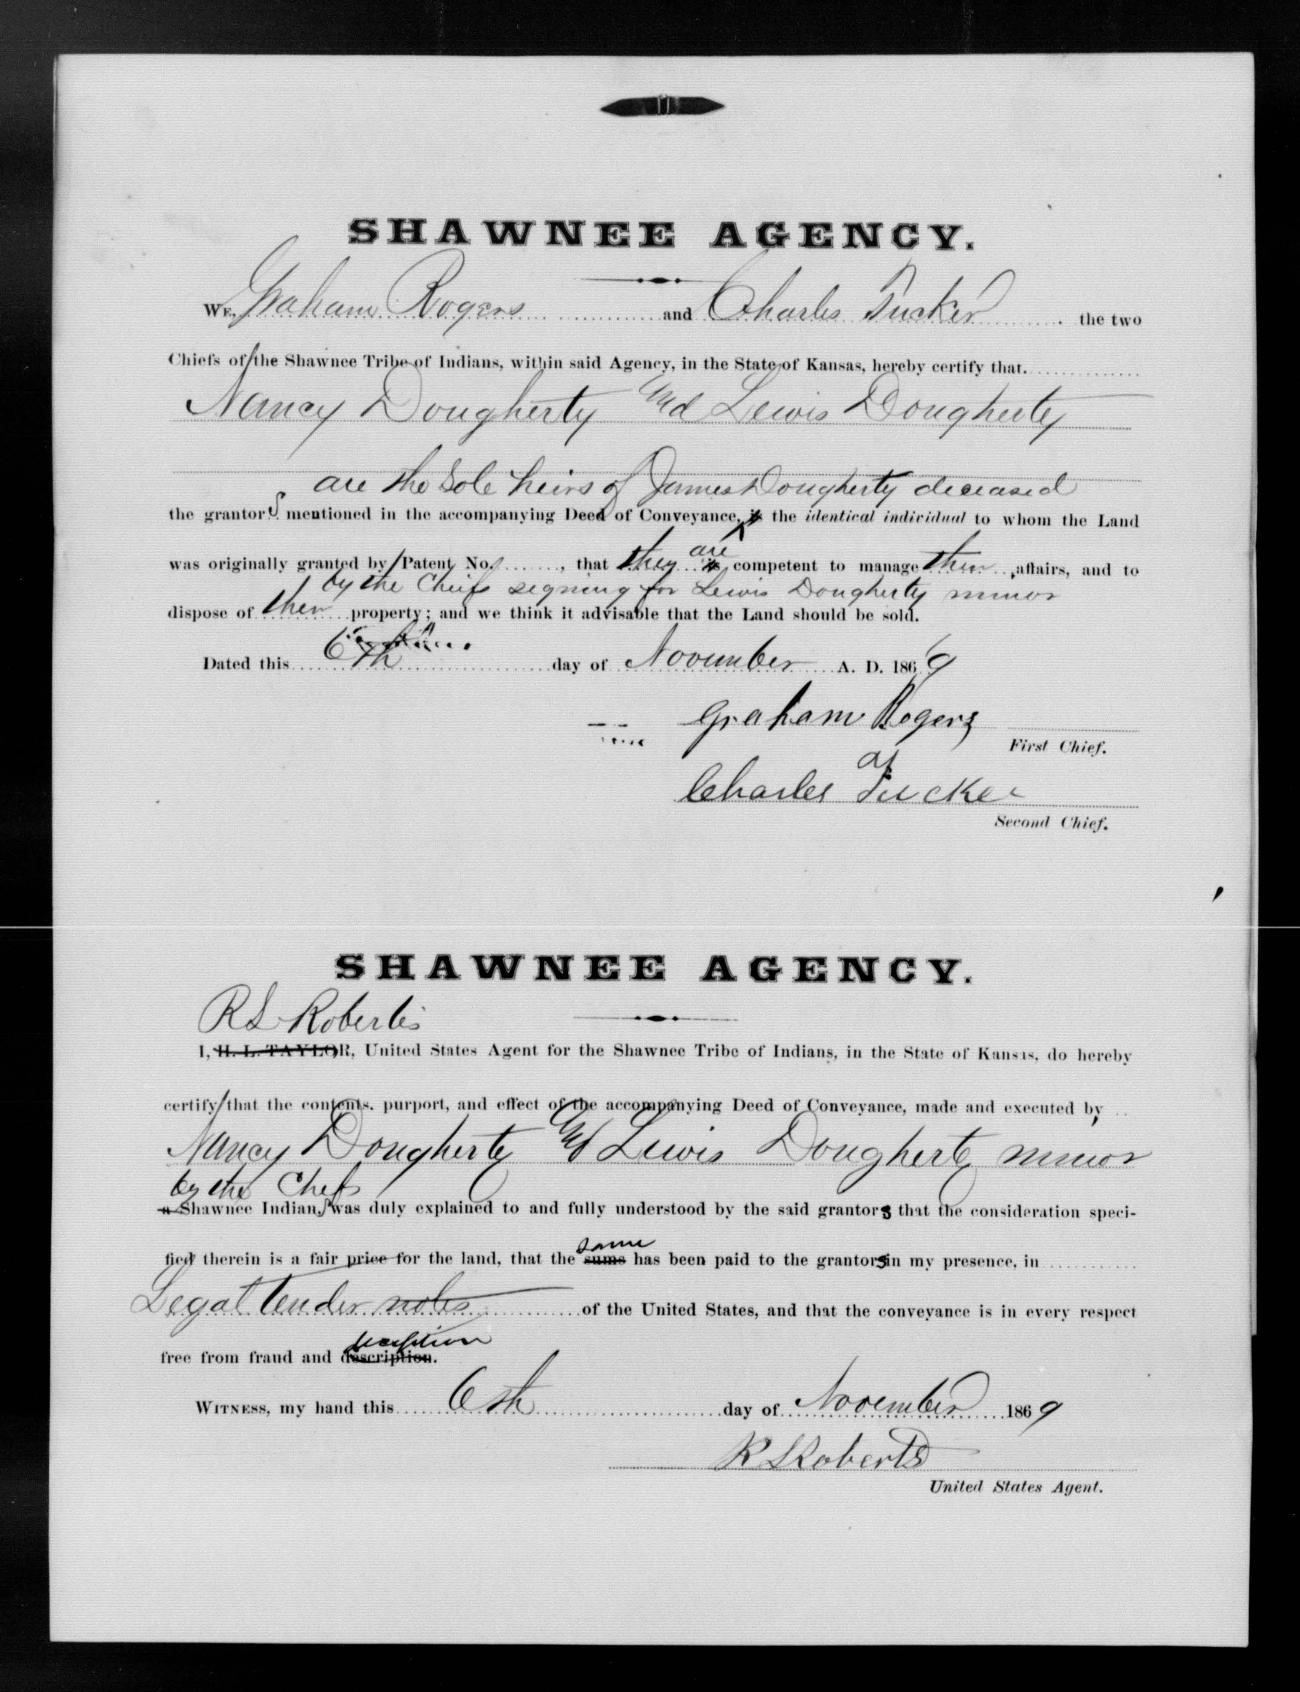 SHAWNEE AGENCY.
WE, Graham Rogers and Charles Tucker the two
Chiefs of the Shawnee Tribe of Indians, within said Agency, in the State of Kansas, hereby certify that
Nancy Dougherty and Lewis Dougherty
are the Sole heirs of James Dougherty deceased
the grantors mentioned in the accompanying Deed of Conveyance, is the identical individual to whom the Land
are
was originally granted by Patent No. , that they is competent to manage their affairs, and to
by the Chiefs signing for Lewis Dougherty minor
dispose of their property; and we think it advisable that the Land should be sold.
Dated this 6th day of November A. D. 1869
Graham Rogers
First Chief.
Charles Tucker
Second Chief.
SHAWNEE AGENCY.
R S Roberts
I, H. L. TAYLOR, United States Agent for the Shawnee Tribe of Indians, in the State of Kansas, do hereby
certify that the contents, purport, and effect of the accompanying Deed of Conveyance, made and executed by
Nancy Dougherty and Lewis Dougherty minor
by the Chefs
a Shawnee Indian, was duly explained to and fully understood by the said grantors that the consideration speci-
same
fied therein is a fair price for the land, that the sums has been paid to the grantors in my presence, in
Legal tender notes of the United States, and that the conveyance is in every respect
deception
free from fraud and description.
WITNESS, my hand this 6th day of November 1869
R S Roberts
United States Agent.